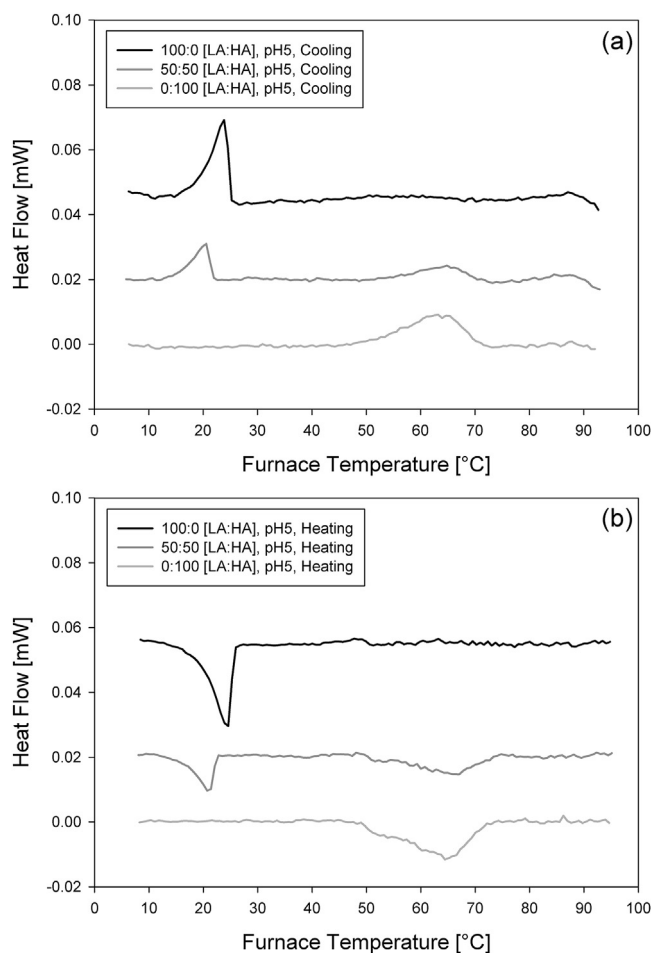 0.10
(a)
100:0 [LA:HA], pH5, Cooling
50:50 [LA:HA], pH5, Cooling
0:100 [LA:HA], pH5, Cooling
0.08
0.06
0.04
0.02
0.00
-0.02
Heat Flow [mW]
0 10 20 30 40 50 60 70 80 90 100
Furnace Temperature [°C]
0.10
(b)
100:0 [LA:HA], pH5, Heating
50:50 [LA:HA], pH5, Heating
0:100 [LA:HA], pH5, Heating
0.08
0.06
0.04
0.02
0.00
-0.02
Heat Flow [mW]
0 10 20 30 40 50 60 70 80 90 100
Furnace Temperature [°C]